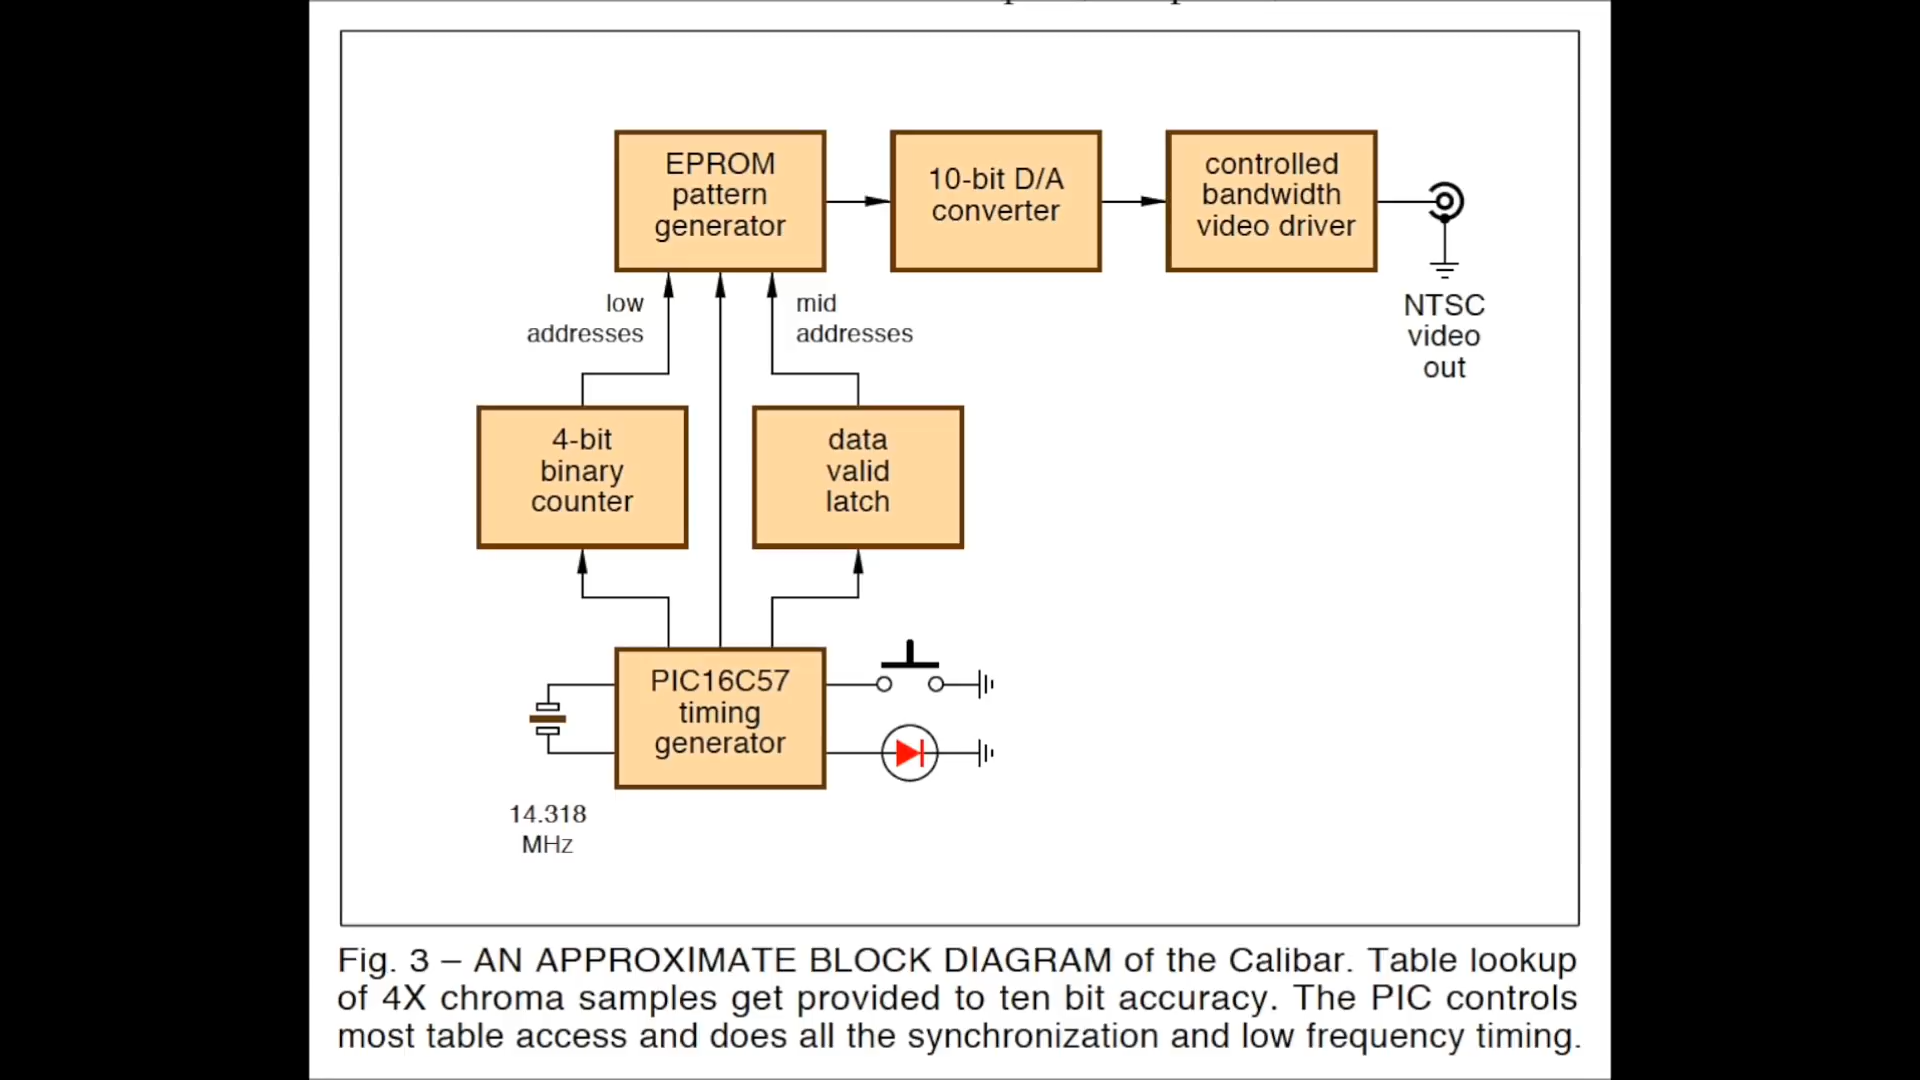 EPROM
pattern
generator
10-bit D/A
converter
controlled
bandwidth
video driver
low
addresses
mid
addresses
NTSC
video
out
4-bit
binary
counter
data
valid
latch
PIC16C57
timing
generator
14.318
MHz
Fig. 3 – AN APPROXIMATE BLOCK DIAGRAM of the Calibar. Table lookup
of 4X chroma samples get provided to ten bit accuracy. The PIC controls
most table access and does all the synchronization and low frequency timing.